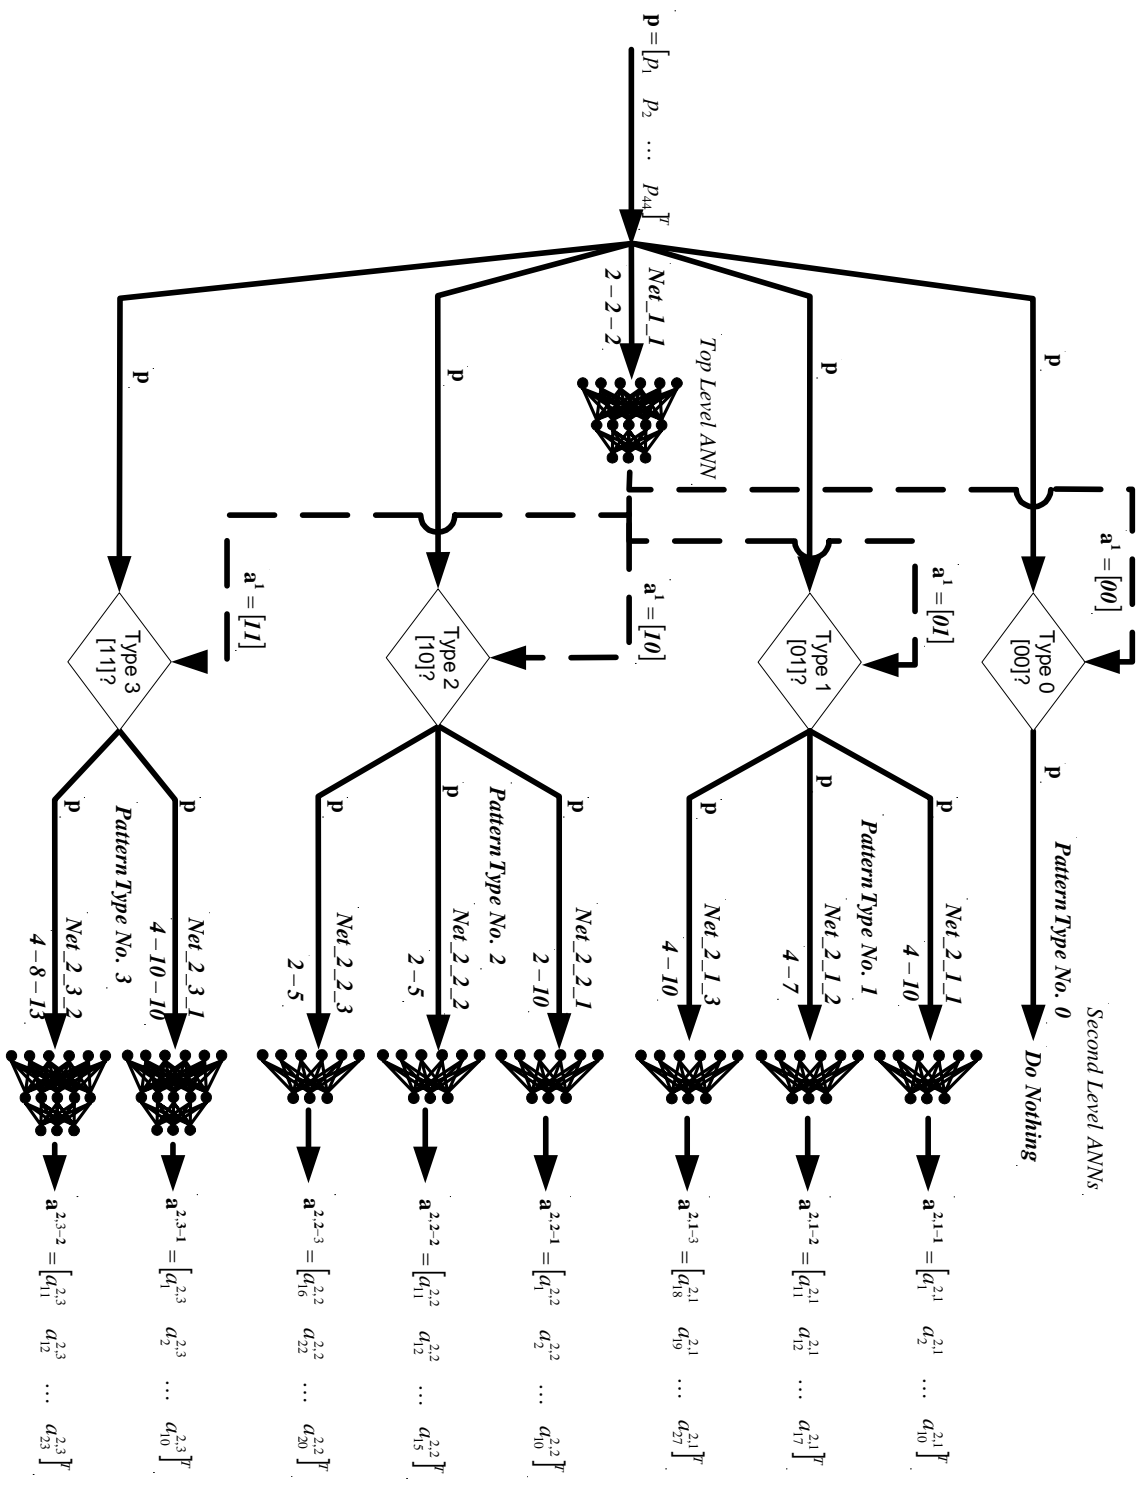 p = [p₁ p₂ … p₄₄]ᵀ
Net_1_1
2 – 2 – 2
Top Level ANN
p
p
p
p
a¹ = [00]
a¹ = [01]
a¹ = [10]
a¹ = [11]
Type 0
[00]?
Type 1
[01]?
Type 2
[10]?
Type 3
[11]?
Second Level ANNs
p
Pattern Type No. 0
Do Nothing
p
Net_2_1_1
4 – 10
a^{2,1–1} = [a₁^{2,1} a₂^{2,1} … a₁₀^{2,1}]ᵀ
Pattern Type No. 1
p
Net_2_1_2
4 – 7
a^{2,1–2} = [a₁₁^{2,1} a₁₂^{2,1} … a₁₇^{2,1}]ᵀ
p
Net_2_1_3
4 – 10
a^{2,1–3} = [a₁₈^{2,1} a₁₉^{2,1} … a₂₇^{2,1}]ᵀ
p
Net_2_2_1
2 – 10
a^{2,2–1} = [a₁^{2,2} a₂^{2,2} … a₁₀^{2,2}]ᵀ
Pattern Type No. 2
p
Net_2_2_2
2 – 5
a^{2,2–2} = [a₁₁^{2,2} a₁₂^{2,2} … a₁₅^{2,2}]ᵀ
p
Net_2_2_3
2 – 5
a^{2,2–3} = [a₁₆^{2,2} a₂₂^{2,2} … a₂₀^{2,2}]ᵀ
p
Net_2_3_1
4 – 10 – 10
a^{2,3–1} = [a₁^{2,3} a₂^{2,3} … a₁₀^{2,3}]ᵀ
Pattern Type No. 3
p
Net_2_3_2
4 – 8 – 13
a^{2,3–2} = [a₁₁^{2,3} a₁₂^{2,3} … a₂₃^{2,3}]ᵀ